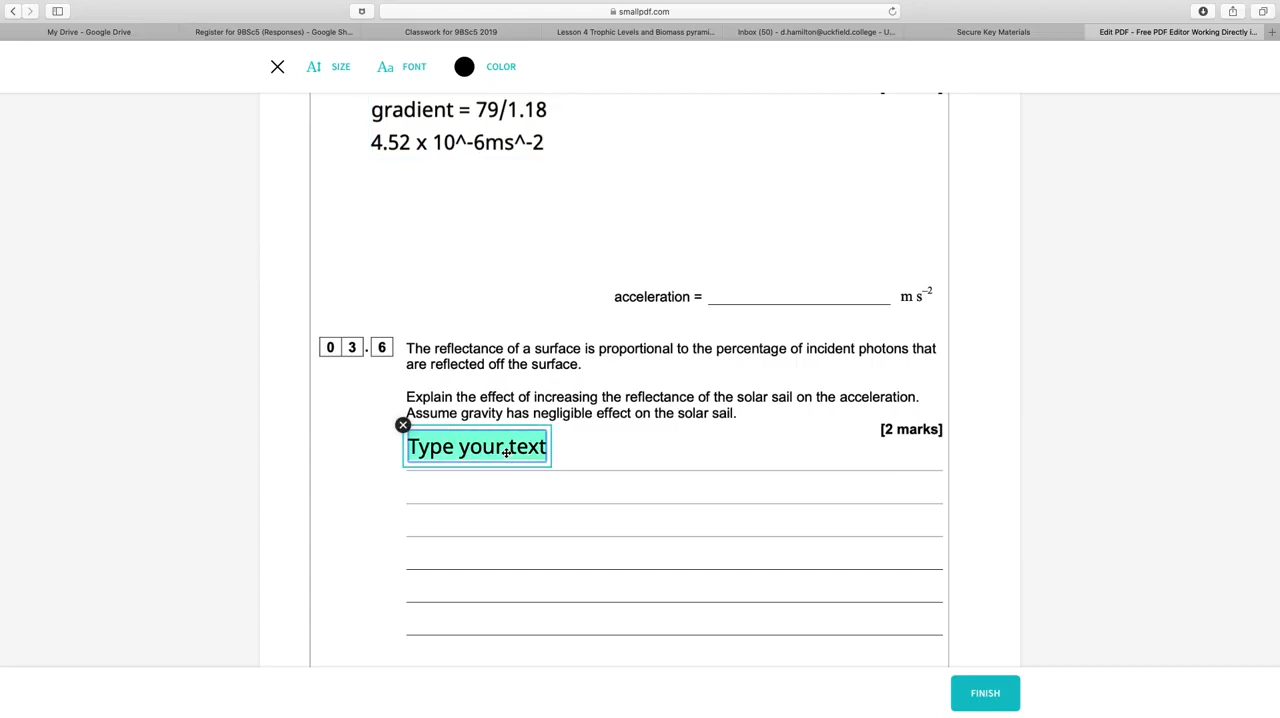 smallpdf.com
My Drive - Google Drive
Register for 9BSc5 (Responses) - Google Sh...
Classwork for 9BSc5 2019
Lesson 4 Trophic Levels and Biomass pyrami...
Inbox (50) - d.hamilton@uckfield.college - U...
Secure Key Materials
Edit PDF - Free PDF Editor Working Directly i...
SIZE
Aa FONT
COLOR
gradient = 79/1.18
4.52 x 10^-6ms^-2
acceleration = ____ m s⁻²
0 3 . 6 The reflectance of a surface is proportional to the percentage of incident photons that
are reflected off the surface.
Explain the effect of increasing the reflectance of the solar sail on the acceleration.
Assume gravity has negligible effect on the solar sail.
[2 marks]
Type your text
FINISH